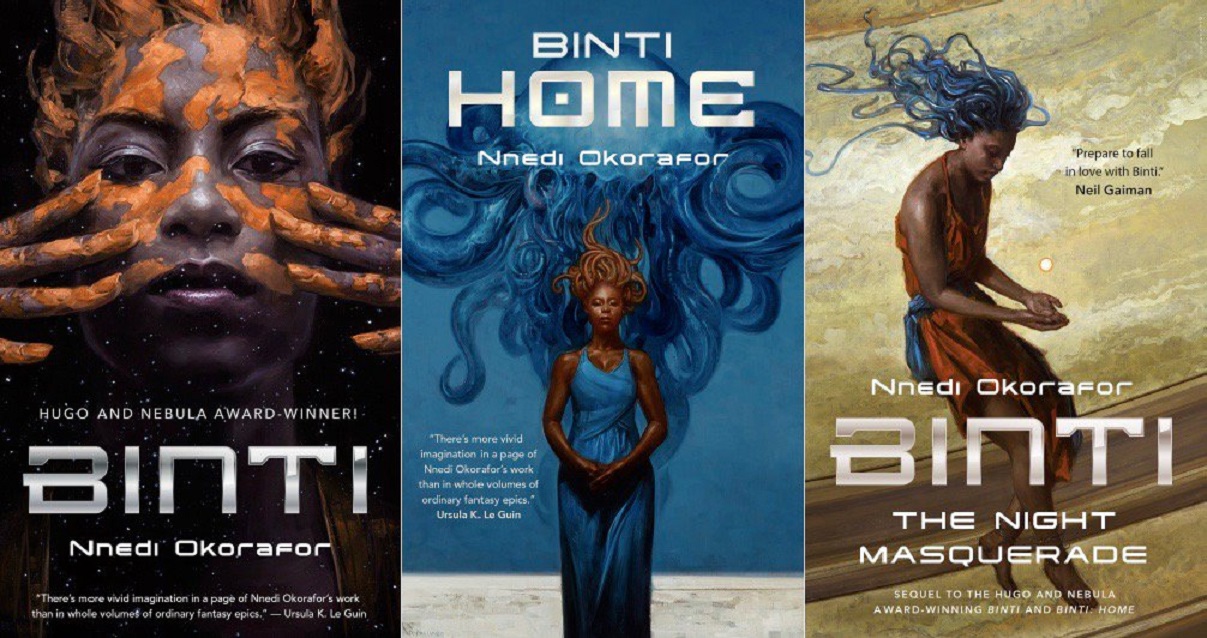 HUGO AND NEBULA AWARD-WINNER!
BINTI
Nnedi Okorafor
"There's more vivid imagination in a page of Nnedi Okorafor's work
than in whole volumes of ordinary fantasy epics." — Ursula K. Le Guin
BINTI
HOME
Nnedi Okorafor
"There's more vivid
imagination in a page of
Nnedi Okorafor's work
than in whole volumes of
ordinary fantasy epics."
Ursula K. Le Guin
"Prepare to fall
in love with Binti."
Neil Gaiman
Nnedi Okorafor
BINTI
THE NIGHT
MASQUERADE
SEQUEL TO THE HUGO AND NEBULA
AWARD-WINNING BINTI AND BINTI: HOME